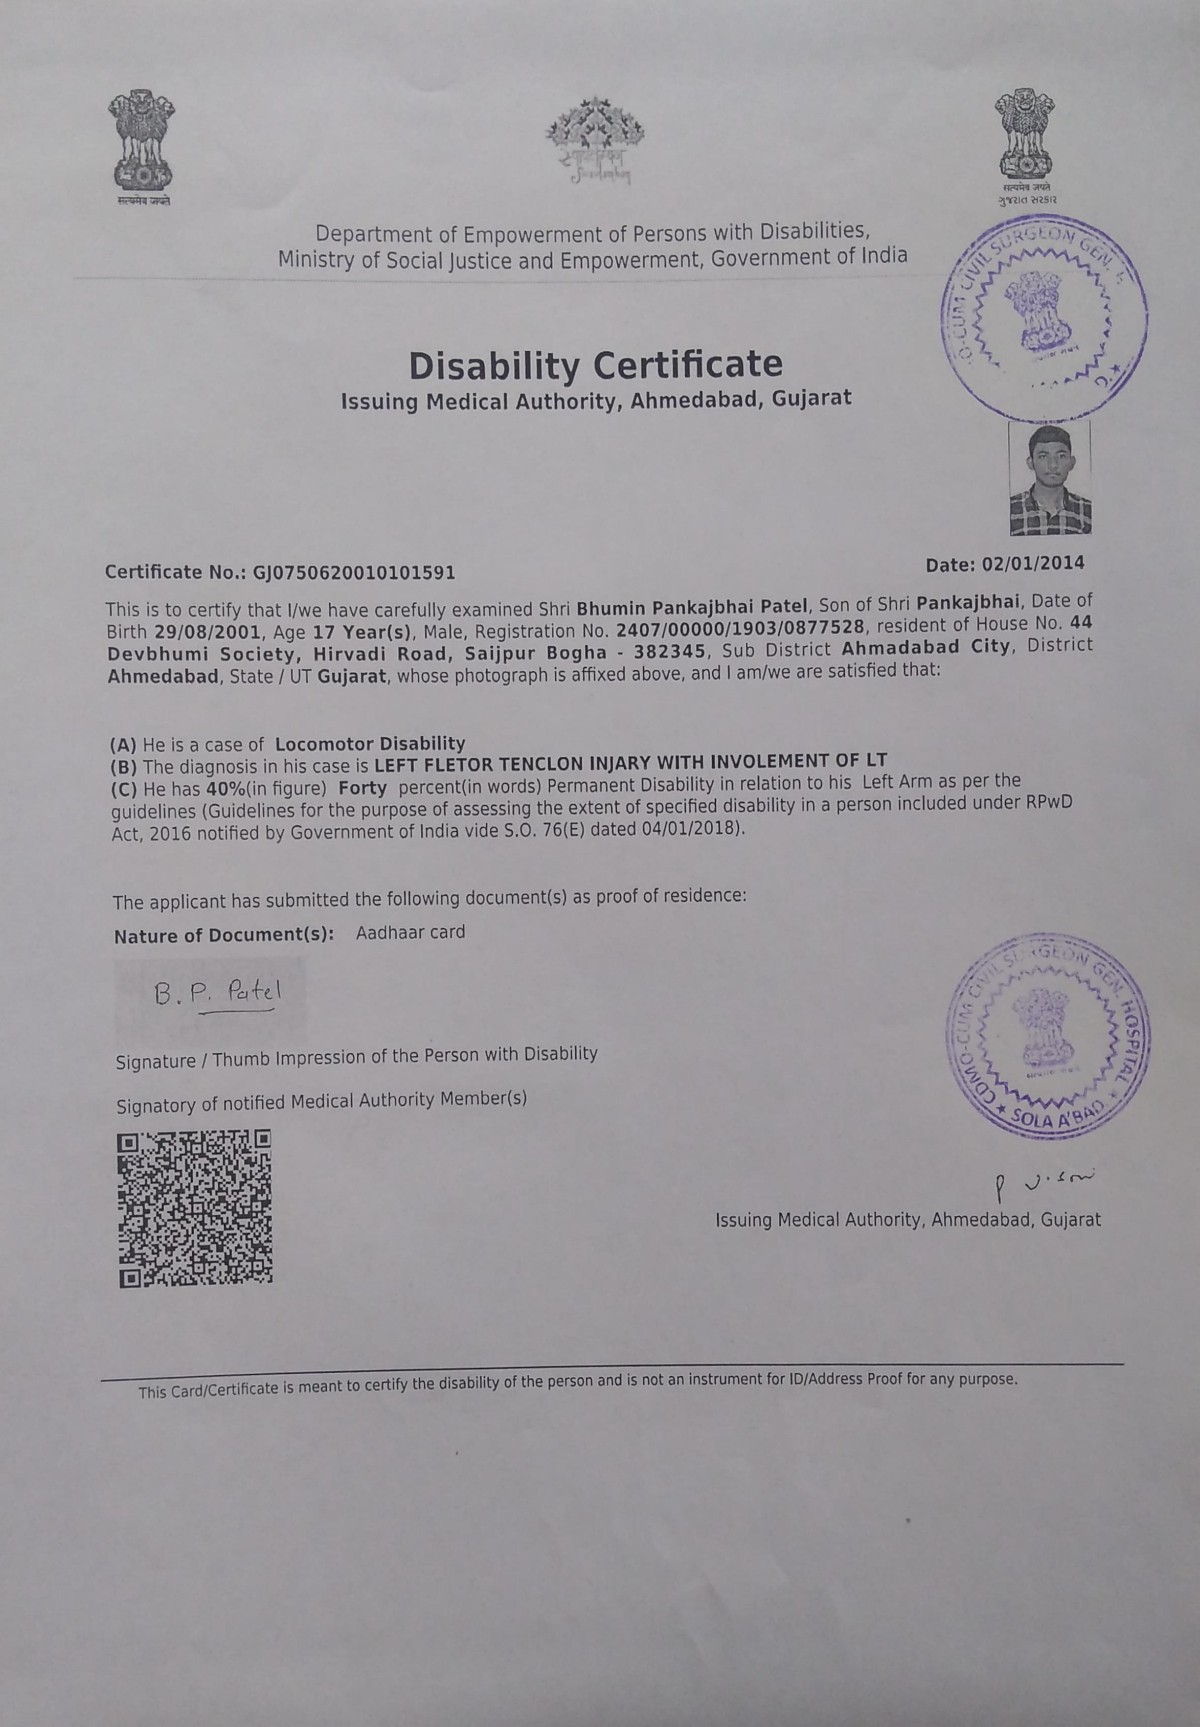 सत्यमेव जयते
सत्यमेव जयते
ગુજરાત સરકાર
Department of Empowerment of Persons with Disabilities,
Ministry of Social Justice and Empowerment, Government of India
CUM CIVIL SURGEON GEN.
Disability Certificate
Issuing Medical Authority, Ahmedabad, Gujarat
Certificate No.: GJ0750620010101591
Date: 02/01/2014
This is to certify that I/we have carefully examined Shri Bhumin Pankajbhai Patel, Son of Shri Pankajbhai, Date of
Birth 29/08/2001, Age 17 Year(s), Male, Registration No. 2407/00000/1903/0877528, resident of House No. 44
Devbhumi Society, Hirvadi Road, Saijpur Bogha - 382345, Sub District Ahmadabad City, District
Ahmedabad, State / UT Gujarat, whose photograph is affixed above, and I am/we are satisfied that:
(A) He is a case of Locomotor Disability
(B) The diagnosis in his case is LEFT FLETOR TENCLON INJARY WITH INVOLEMENT OF LT
(C) He has 40%(in figure) Forty percent(in words) Permanent Disability in relation to his Left Arm as per the
guidelines (Guidelines for the purpose of assessing the extent of specified disability in a person included under RPwD
Act, 2016 notified by Government of India vide S.O. 76(E) dated 04/01/2018).
The applicant has submitted the following document(s) as proof of residence:
Nature of Document(s): Aadhaar card
B. P. Patel
CDMO-CUM CIVIL SURGEON GEN. HOSPITAL
★ SOLA A'BAD. ★
Signature / Thumb Impression of the Person with Disability
Signatory of notified Medical Authority Member(s)
Issuing Medical Authority, Ahmedabad, Gujarat
This Card/Certificate is meant to certify the disability of the person and is not an instrument for ID/Address Proof for any purpose.